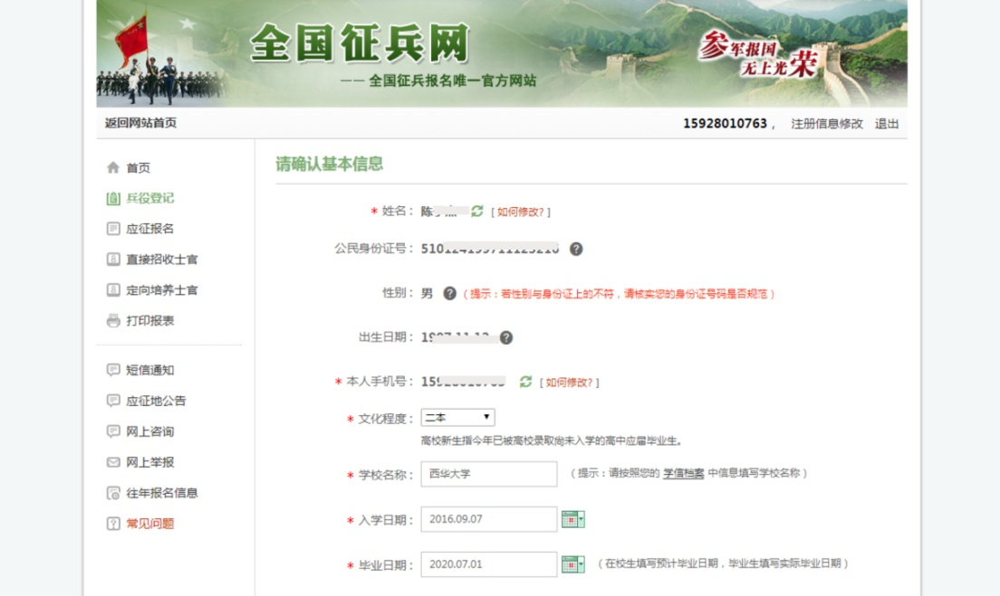 全国征兵网
—— 全国征兵报名唯一官方网站
参军报国
无上光荣
返回网站首页
15928010763， 注册信息修改 退出
首页
兵役登记
应征报名
直接招收士官
定向培养士官
打印报表
短信通知
应征地公告
网上咨询
网上举报
往年报名信息
常见问题
请确认基本信息
* 姓名： 陈 [ 如何修改? ]
公民身份证号： 510
性别： 男 （提示：若性别与身份证上的不符，请核实您的身份证号码是否规范）
出生日期：
* 本人手机号： [ 如何修改? ]
* 文化程度： 二本
高校新生指今年已被高校录取尚未入学的高中应届毕业生。
* 学校名称： 西华大学 （提示：请按照您的 学信档案 中信息填写学校名称）
* 入学日期： 2016.09.07
* 毕业日期： 2020.07.01 （在校生填写预计毕业日期，毕业生填写实际毕业日期）